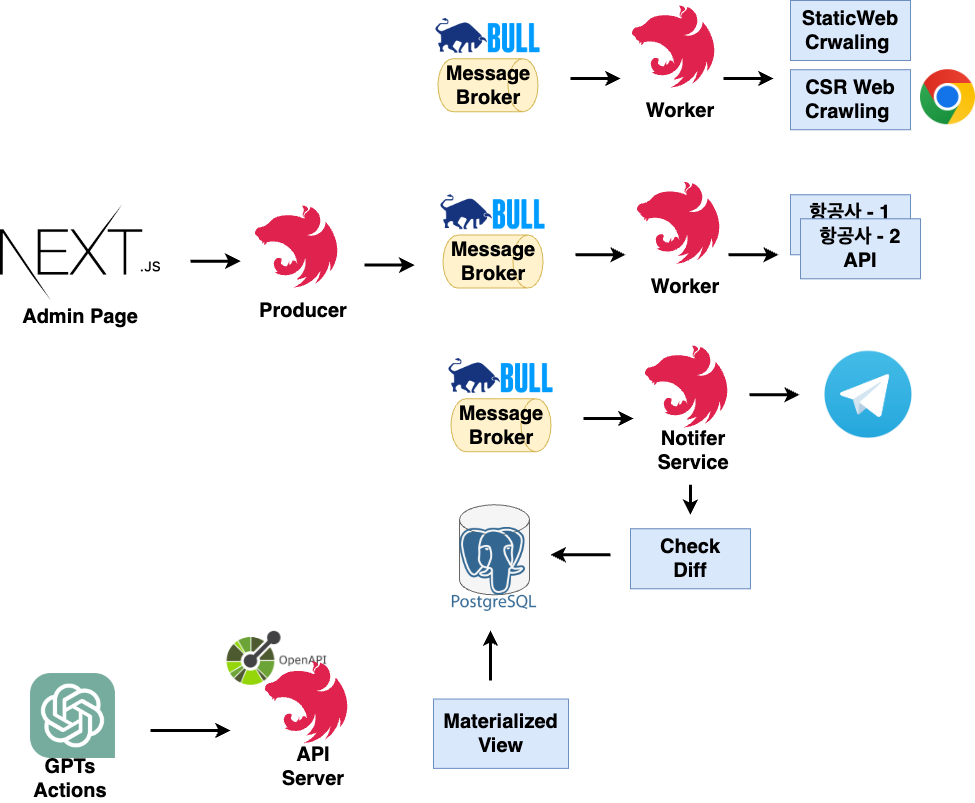 BULL
Message
Broker
Worker
StaticWeb
Crwaling
CSR Web
Crawling
NEXT.JS
Admin Page
Producer
BULL
Message
Broker
Worker
항공사 - 1
항공사 - 2
API
BULL
Message
Broker
Notifer
Service
Check
Diff
PostgreSQL
OpenAPI
GPTs
Actions
API
Server
Materialized
View